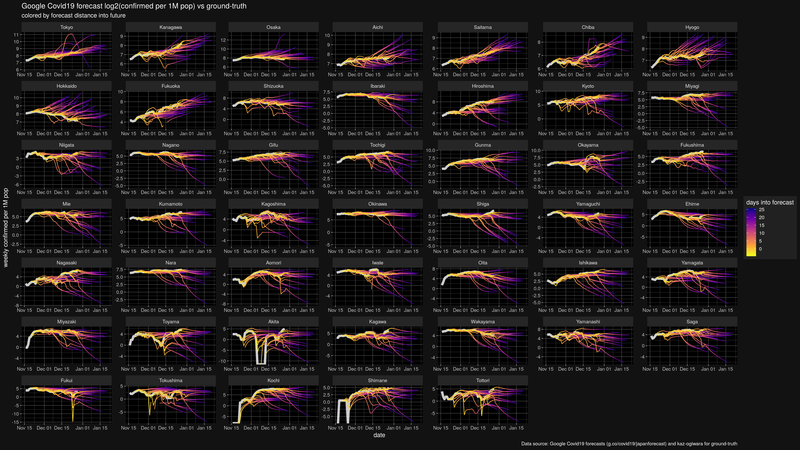 Google Covid19 forecast log2(confirmed per 1M pop) vs ground-truth
colored by forecast distance into future
Tokyo
Kanagawa
Osaka
Aichi
Saitama
Chiba
Hyogo
Hokkaido
Fukuoka
Shizuoka
Ibaraki
Hiroshima
Kyoto
Miyagi
Niigata
Nagano
Gifu
Tochigi
Gunma
Okayama
Fukushima
Mie
Kumamoto
Kagoshima
Okinawa
Shiga
Yamaguchi
Ehime
Nagasaki
Nara
Aomori
Iwate
Oita
Ishikawa
Yamagata
Miyazaki
Toyama
Akita
Kagawa
Wakayama
Yamanashi
Saga
Fukui
Tokushima
Kochi
Shimane
Tottori
Nov 15 Dec 01 Dec 15 Jan 01 Jan 15
weekly confirmed per 1M pop
date
days into forecast
25
20
15
10
5
0
Data source: Google Covid19 forecasts (g.co/covid19/japanforecast) and kaz ogiwara for ground-truth